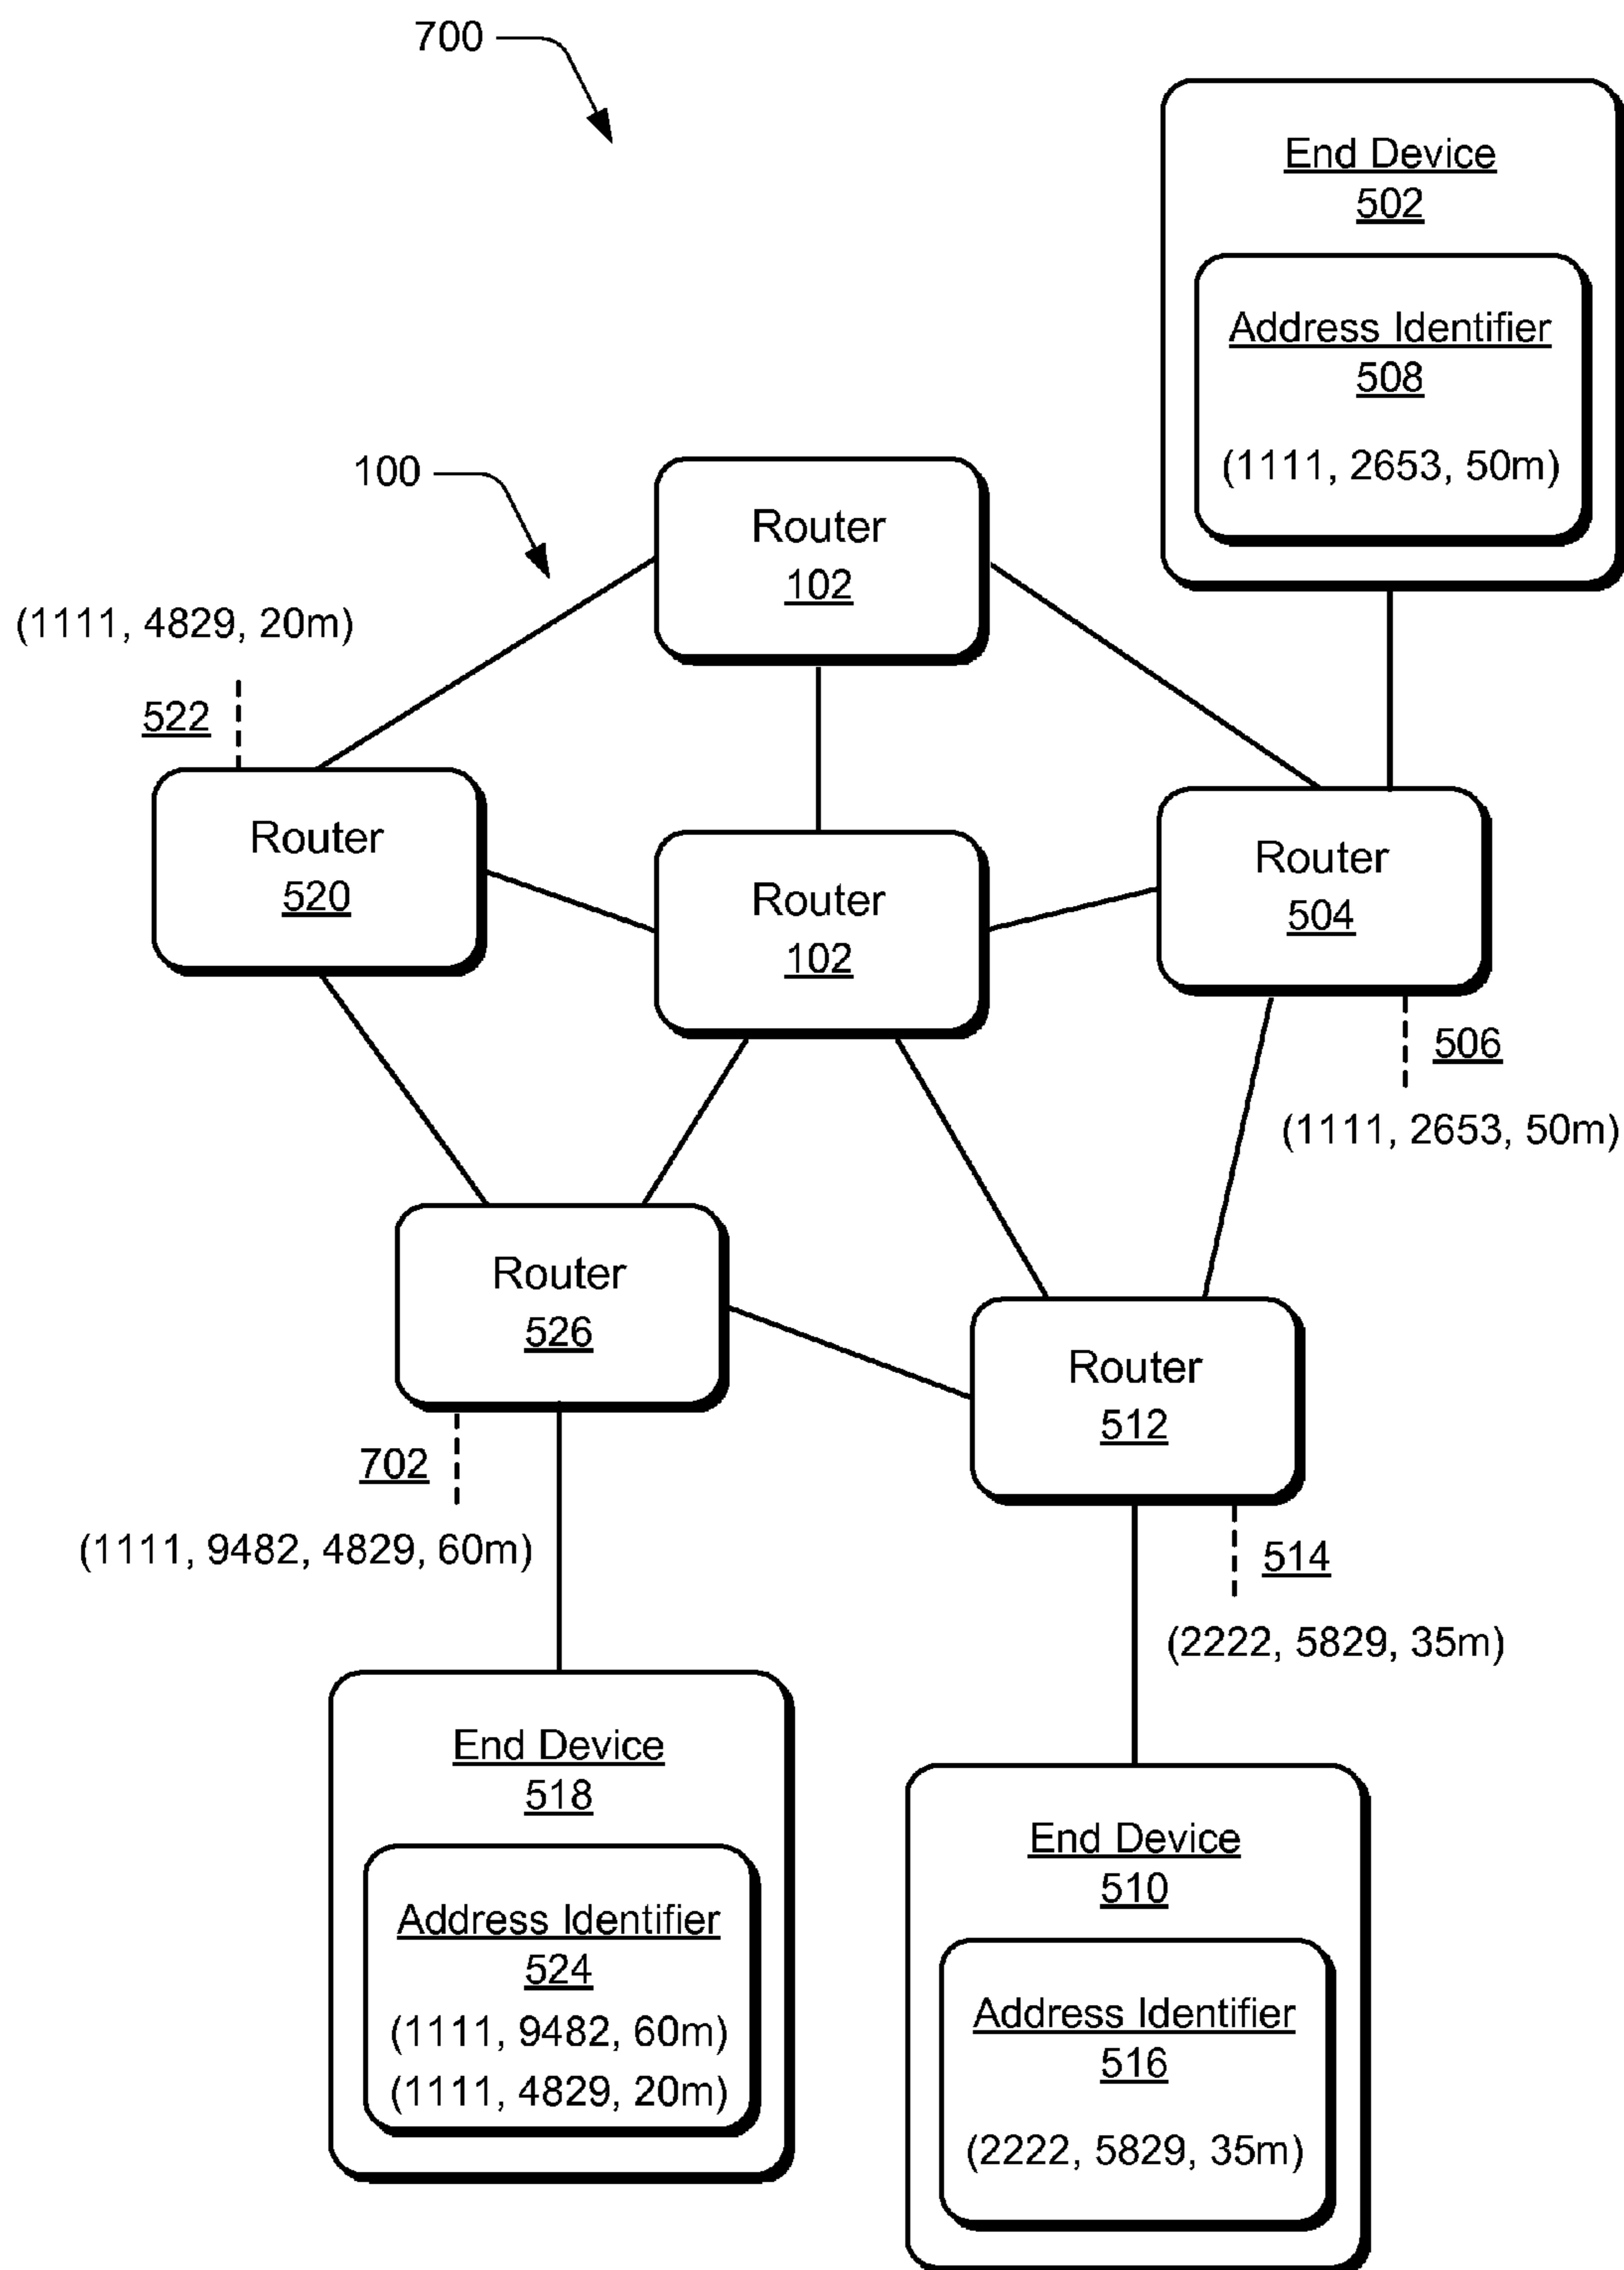 700
End Device
502
Address Identifier
508
(1111, 2653, 50m)
100
Router
102
(1111, 4829, 20m)
522
Router
520
Router
102
Router
504
506
(1111, 2653, 50m)
Router
526
Router
512
702
(1111, 9482, 4829, 60m)
514
(2222, 5829, 35m)
End Device
518
Address Identifier
524
(1111, 9482, 60m)
(1111, 4829, 20m)
End Device
510
Address Identifier
516
(2222, 5829, 35m)